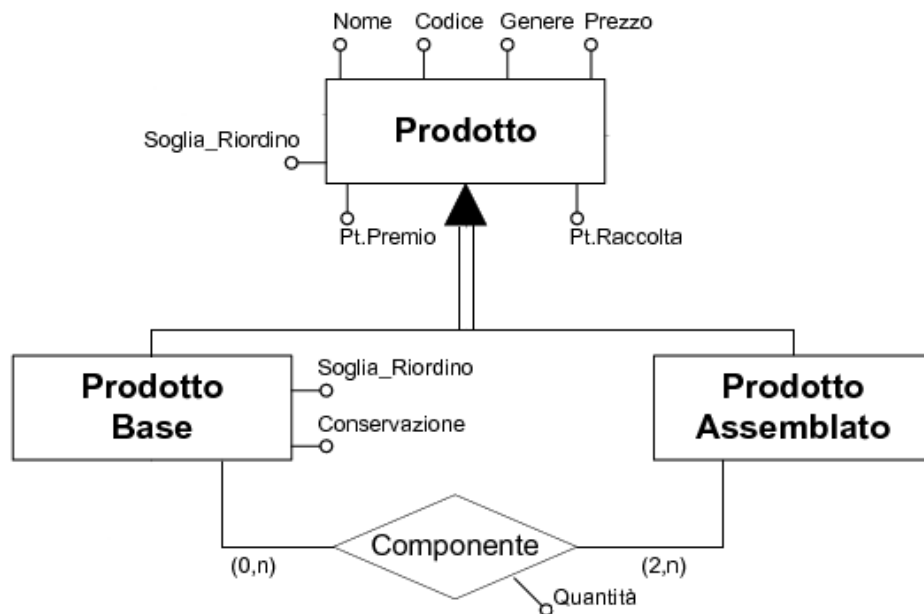 Nome Codice Genere Prezzo
Prodotto
Soglia_Riordino
Pt.Premio Pt.Raccolta
Prodotto
Base
Soglia_Riordino
Conservazione
Prodotto
Assemblato
Componente
(0,n) (2,n)
Quantità